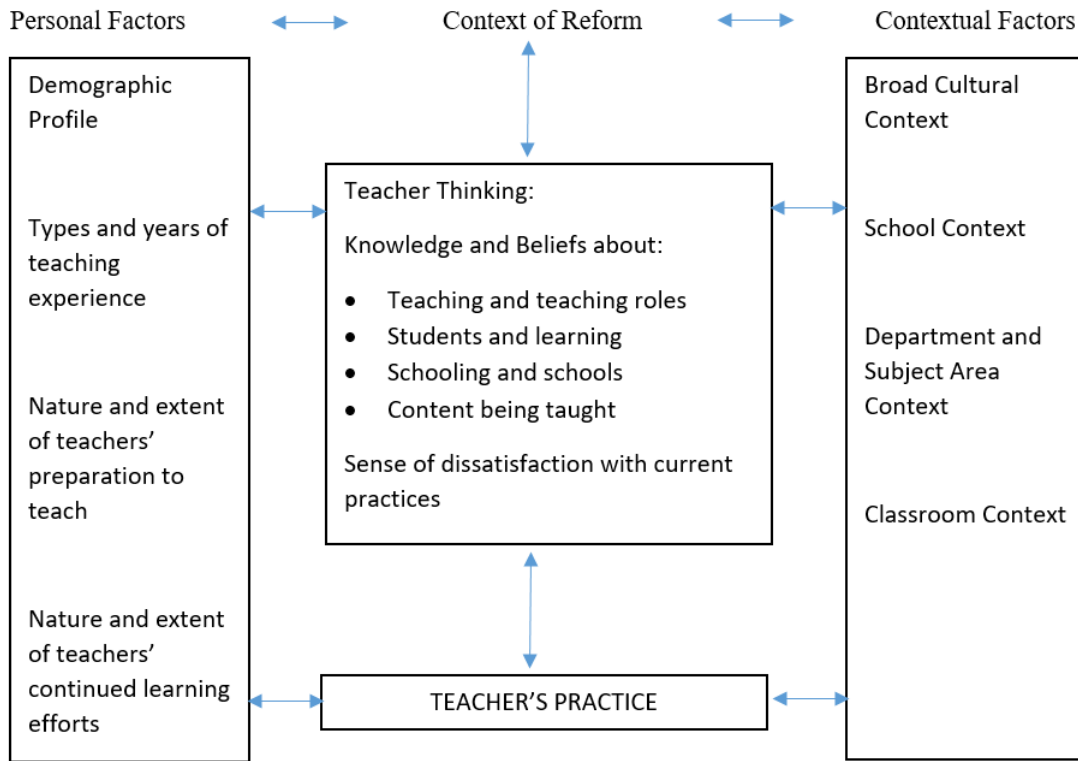 Personal Factors
Context of Reform
Contextual Factors
Demographic
Profile
Types and years of
teaching
experience
Nature and extent
of teachers’
preparation to
teach
Nature and extent
of teachers’
continued learning
efforts
Teacher Thinking:
Knowledge and Beliefs about:
• Teaching and teaching roles
• Students and learning
• Schooling and schools
• Content being taught
Sense of dissatisfaction with current
practices
TEACHER’S PRACTICE
Broad Cultural
Context
School Context
Department and
Subject Area
Context
Classroom Context